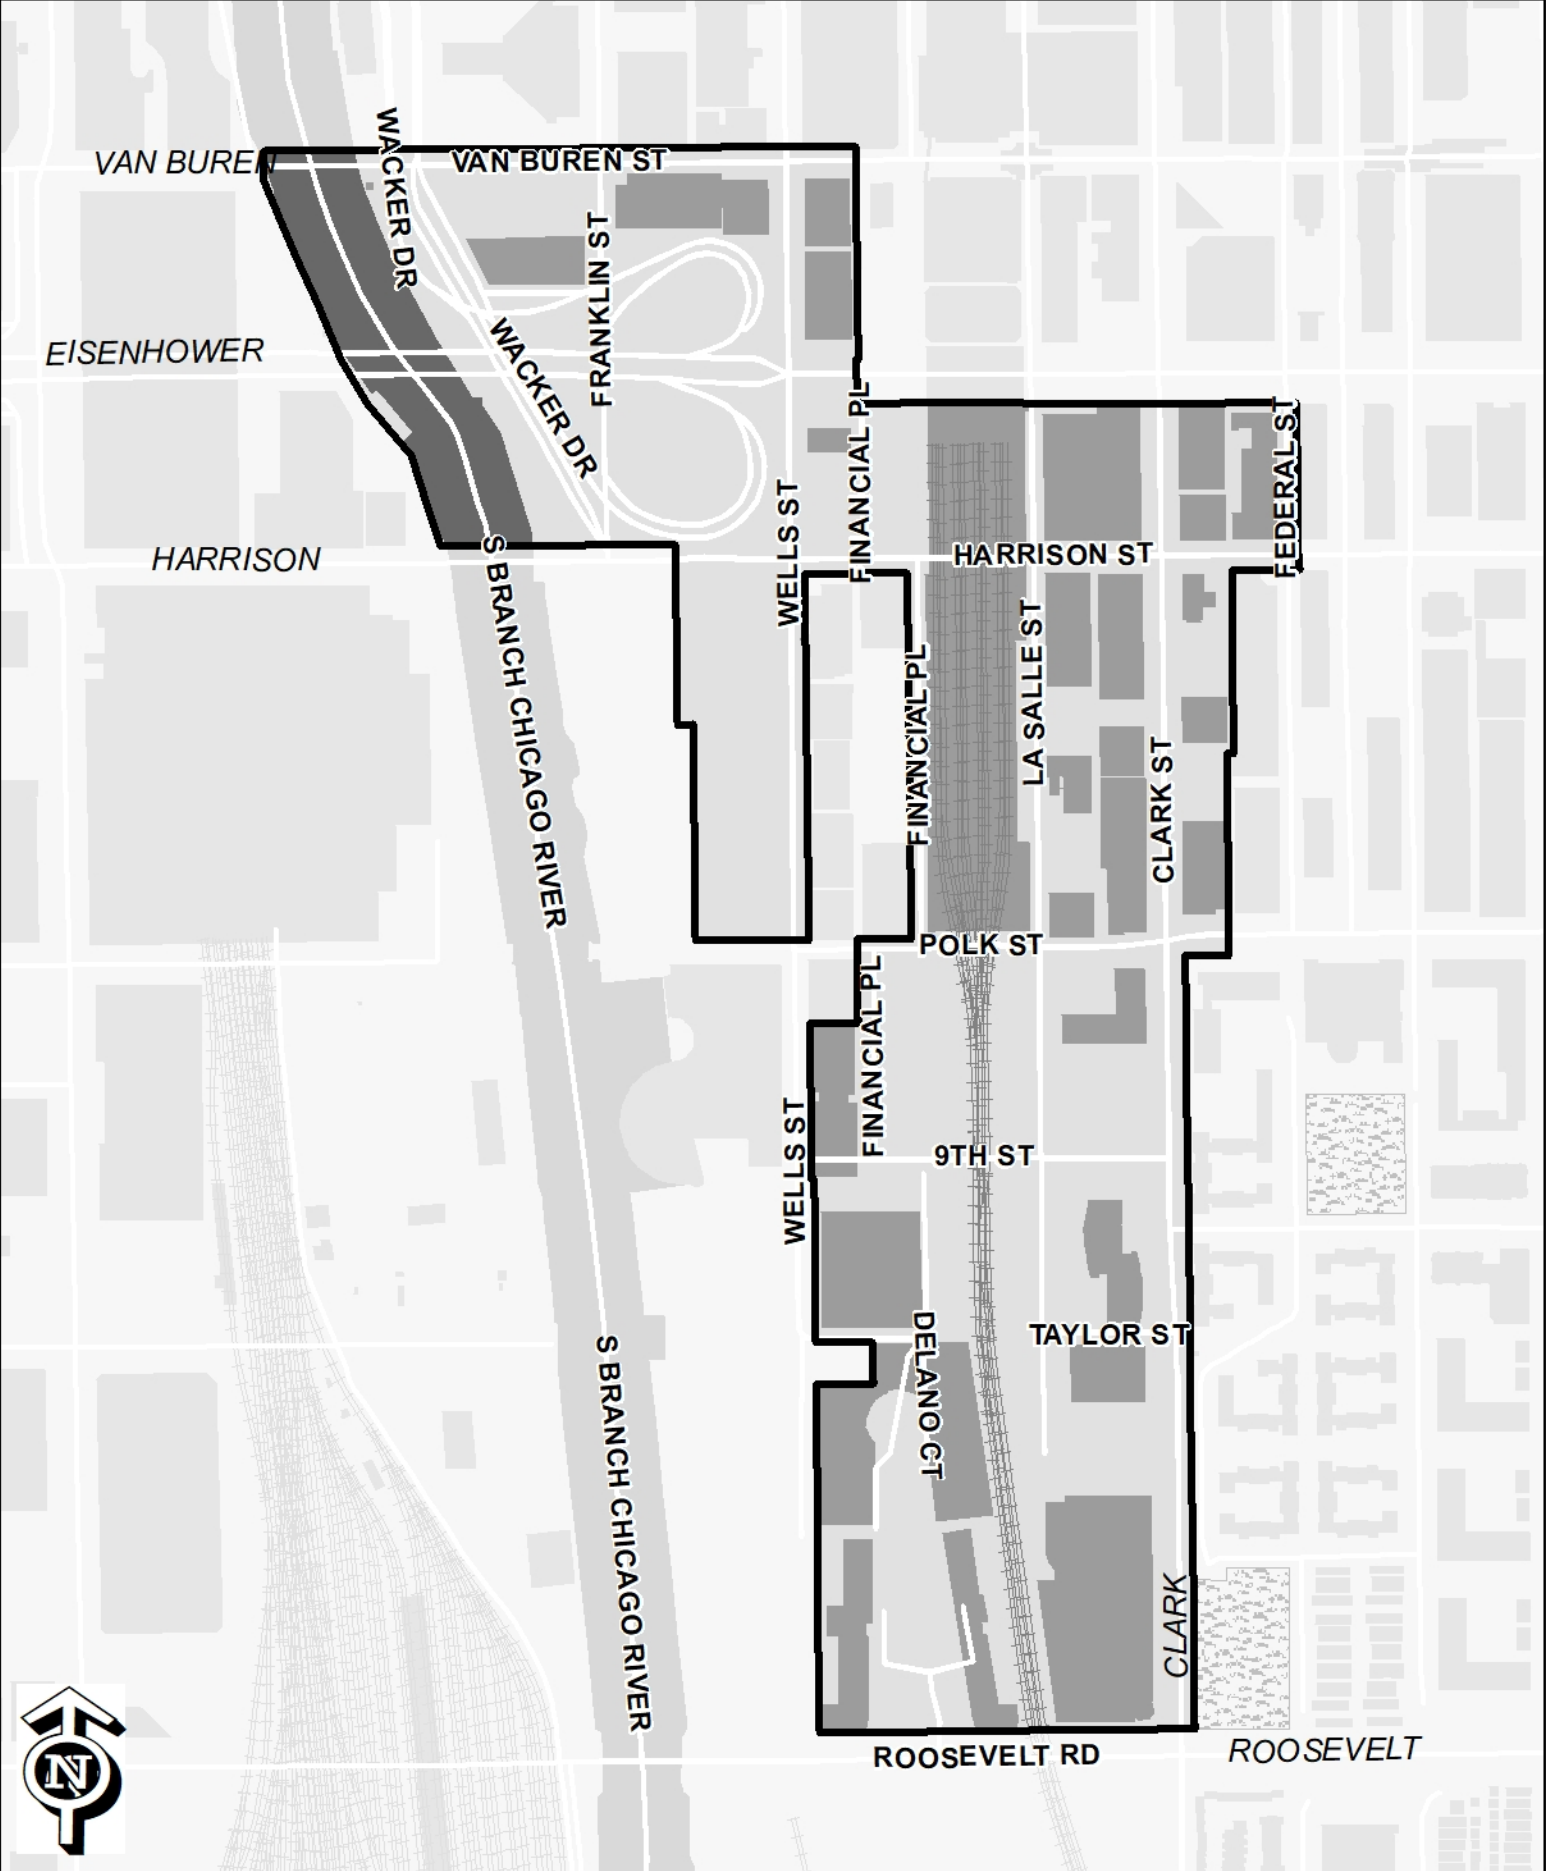 WACKER DR
VAN BUREN
VAN BUREN ST
FRANKLIN ST
EISENHOWER
WACKER DR
FINANCIAL PL
FEDERAL ST
WELLS ST
HARRISON
HARRISON ST
S BRANCH CHICAGO RIVER
FINANCIAL PL
LA SALLE ST
CLARK ST
POLK ST
FINANCIAL PL
WELLS ST
9TH ST
DELANO CT
TAYLOR ST
S BRANCH CHICAGO RIVER
CLARK
N
ROOSEVELT RD
ROOSEVELT